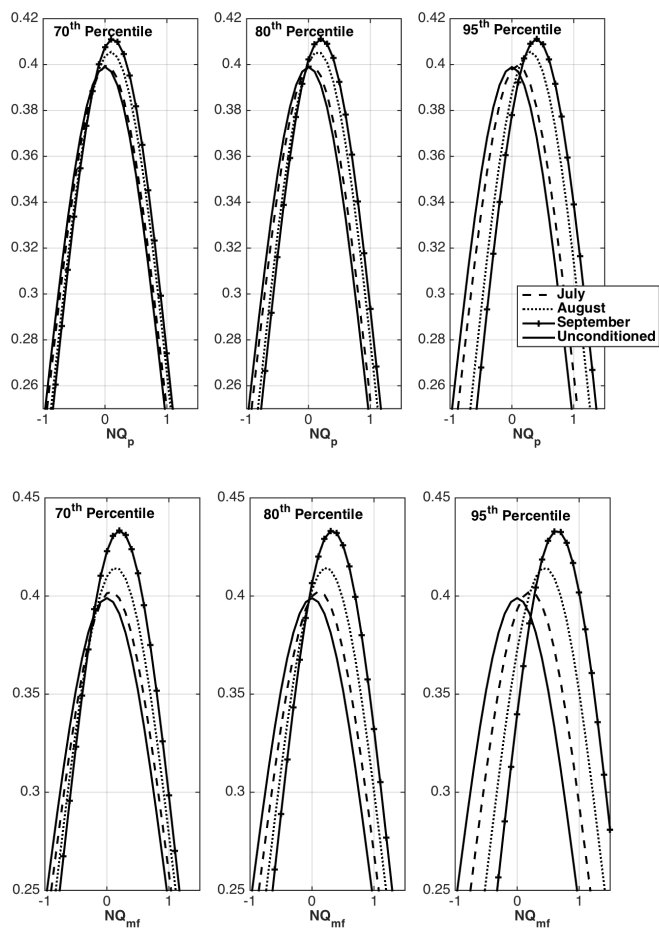 70th Percentile
80th Percentile
95th Percentile
0.42
0.4
0.38
0.36
0.34
0.32
0.3
0.28
0.26
0.42
0.4
0.38
0.36
0.34
0.32
0.3
0.28
0.26
0.42
0.4
0.38
0.36
0.34
0.32
0.3
0.28
0.26
July
August
September
Unconditioned
-1 0 1
-1 0 1
-1 0 1
NQp
NQp
NQp
70th Percentile
80th Percentile
95th Percentile
0.45
0.4
0.35
0.3
0.25
0.45
0.4
0.35
0.3
0.25
0.45
0.4
0.35
0.3
0.25
-1 0 1
-1 0 1
-1 0 1
NQmf
NQmf
NQmf